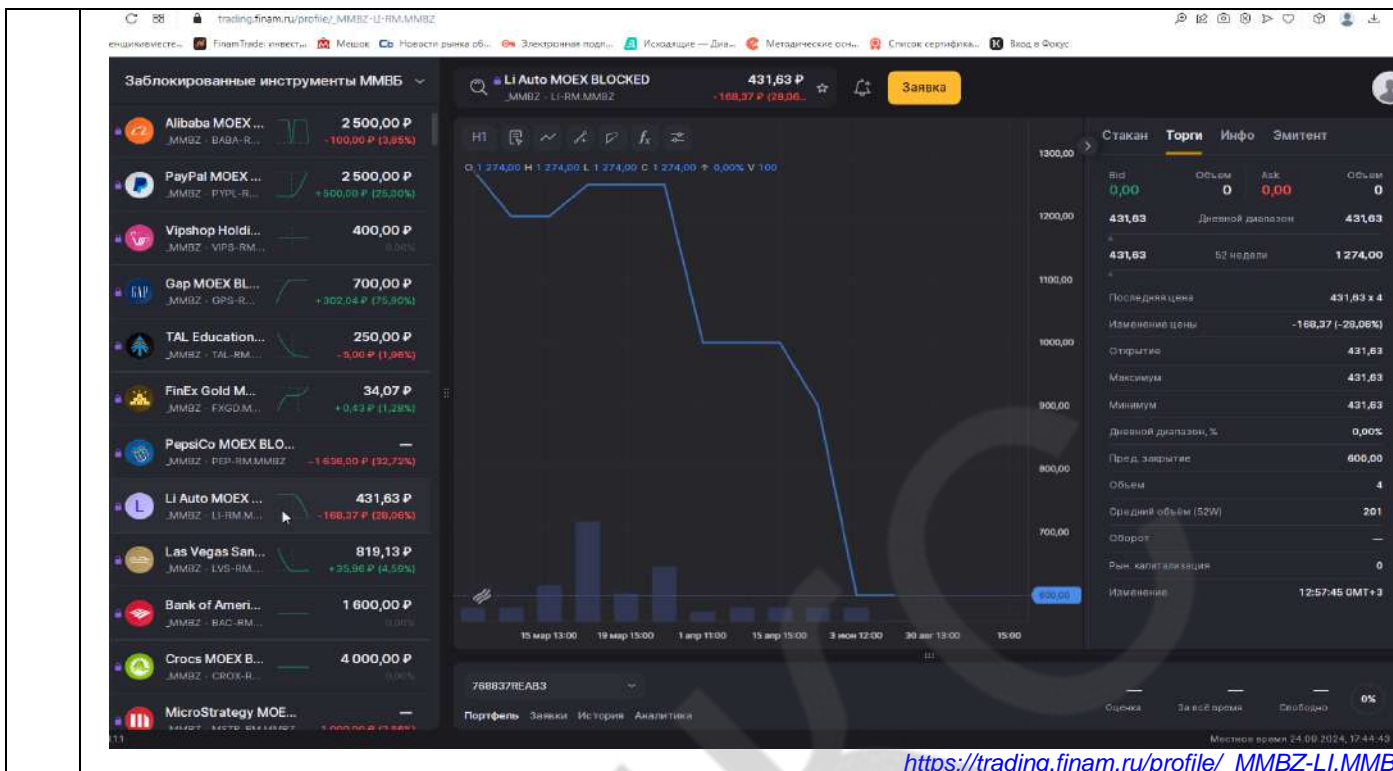 trading.finam.ru/profile/_MMBZ-LI-RM.MMBZ
FinamTrade: инвест...
Мешок
Новости рынка об...
Электронная подп...
Исходящие — Диа...
Методические осн...
Список сертифика...
Вход в Фокус
Заблокированные инструменты ММВБ
Alibaba MOEX ... 2 500,00 ₽
_MMBZ - BABA-R... -100,00 ₽ (3,85%)
PayPal MOEX ... 2 500,00 ₽
_MMBZ - PYPL-R... +500,00 ₽ (25,00%)
Vipshop Holdi... 400,00 ₽
_MMBZ - VIPS-RM... 0,00%
Gap MOEX BL... 700,00 ₽
_MMBZ - GPS-R... +302,04 ₽ (75,90%)
TAL Education... 250,00 ₽
_MMBZ - TAL-RM... -5,00 ₽ (1,96%)
FinEx Gold M... 34,07 ₽
_MMBZ - FXGD.M... +0,43 ₽ (1,28%)
PepsiCo MOEX BLO... —
_MMBZ - PEP-RM.MMBZ -1 638,00 ₽ (32,72%)
L
Li Auto MOEX ... 431,63 ₽
_MMBZ - LI-RM.M... -168,37 ₽ (28,06%)
Las Vegas San... 819,13 ₽
_MMBZ - LVS-RM... +35,96 ₽ (4,59%)
Bank of Ameri... 1 600,00 ₽
_MMBZ - BAC-RM... 0,00%
Crocs MOEX B... 4 000,00 ₽
_MMBZ - CROX-R... 0,00%
MicroStrategy MOE... —
Li Auto MOEX BLOCKED 431,63 ₽
_MMBZ - LI-RM.MMBZ -168,37 ₽ (28,06...
Заявка
H1
O 1 274,00 H 1 274,00 L 1 274,00 C 1 274,00 0,00% V 100
1300,00
1200,00
1100,00
1000,00
900,00
800,00
700,00
600,00
15 мар 13:00 19 мар 15:00 1 апр 11:00 15 апр 15:00 3 июн 12:00 30 авг 13:00 15:00
Стакан Торги Инфо Эмитент
Bid Объем Ask Объем
0,00 0 0,00 0
431,63 Дневной диапазон 431,63
431,63 52 недели 1 274,00
Последняя цена 431,63 x 4
Изменение цены -168,37 (-28,06%)
Открытие 431,63
Максимум 431,63
Минимум 431,63
Дневной диапазон, % 0,00%
Пред. закрытие 600,00
Объем 4
Средний объём (52W) 201
Оборот —
Рын. капитализация 0
Изменение 12:57:45 GMT+3
768837REAB3
Портфель Заявки История Аналитика
— — — 0%
Оценка За всё время Свободно
Местное время 24.09.2024, 17:44:43
https://trading.finam.ru/profile/_MMBZ-LI.MMB